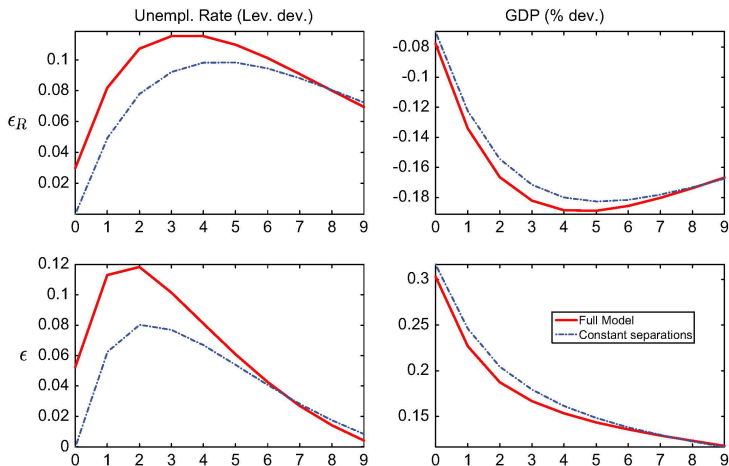 Unempl. Rate (Lev. dev.)
GDP (% dev.)
0.1
0.08
0.06
0.04
0.02
ϵ_R
0 1 2 3 4 5 6 7 8 9
-0.08
-0.1
-0.12
-0.14
-0.16
-0.18
0 1 2 3 4 5 6 7 8 9
0.12
0.1
0.08
0.06
0.04
0.02
0
ϵ
0 1 2 3 4 5 6 7 8 9
0.3
0.25
0.2
0.15
Full Model
Constant separations
0 1 2 3 4 5 6 7 8 9